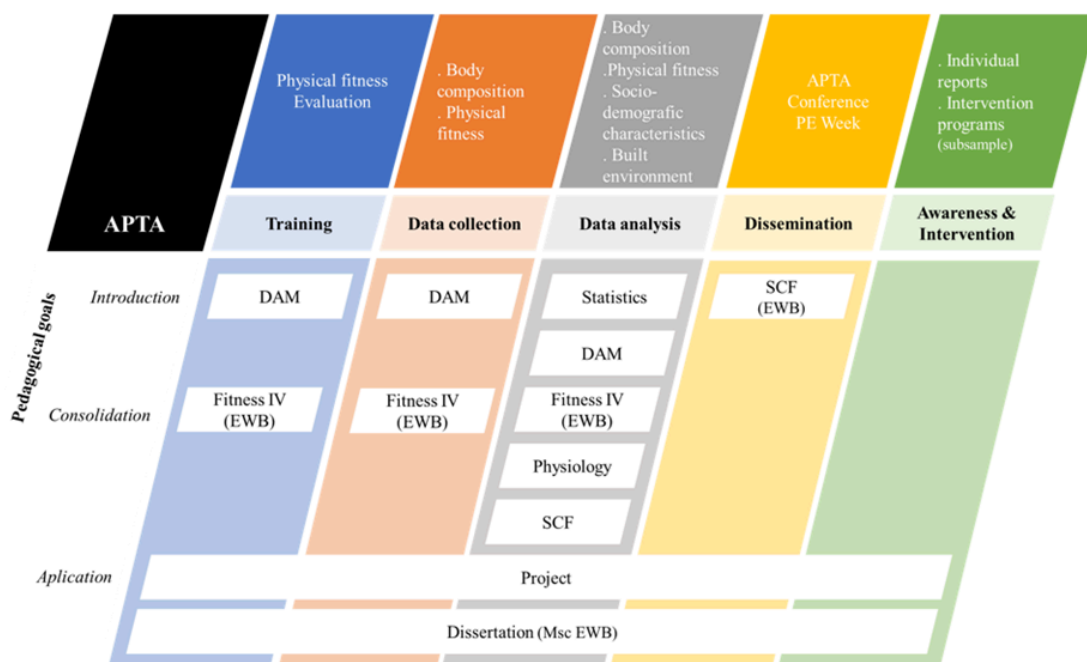 Physical fitness
Evaluation
. Body
composition
. Physical
fitness
. Body
composition
.Physical fitness
. Socio-
demografic
characteristics
. Built
environment
APTA
Conference
PE Week
. Individual
reports
. Intervention
programs
(subsample)
APTA
Training
Data collection
Data analysis
Dissemination
Awareness &
Intervention
Pedagogical goals
Introduction
DAM
DAM
Statistics
SCF
(EWB)
DAM
Consolidation
Fitness IV
(EWB)
Fitness IV
(EWB)
Fitness IV
(EWB)
Physiology
SCF
Aplication
Project
Dissertation (Msc EWB)